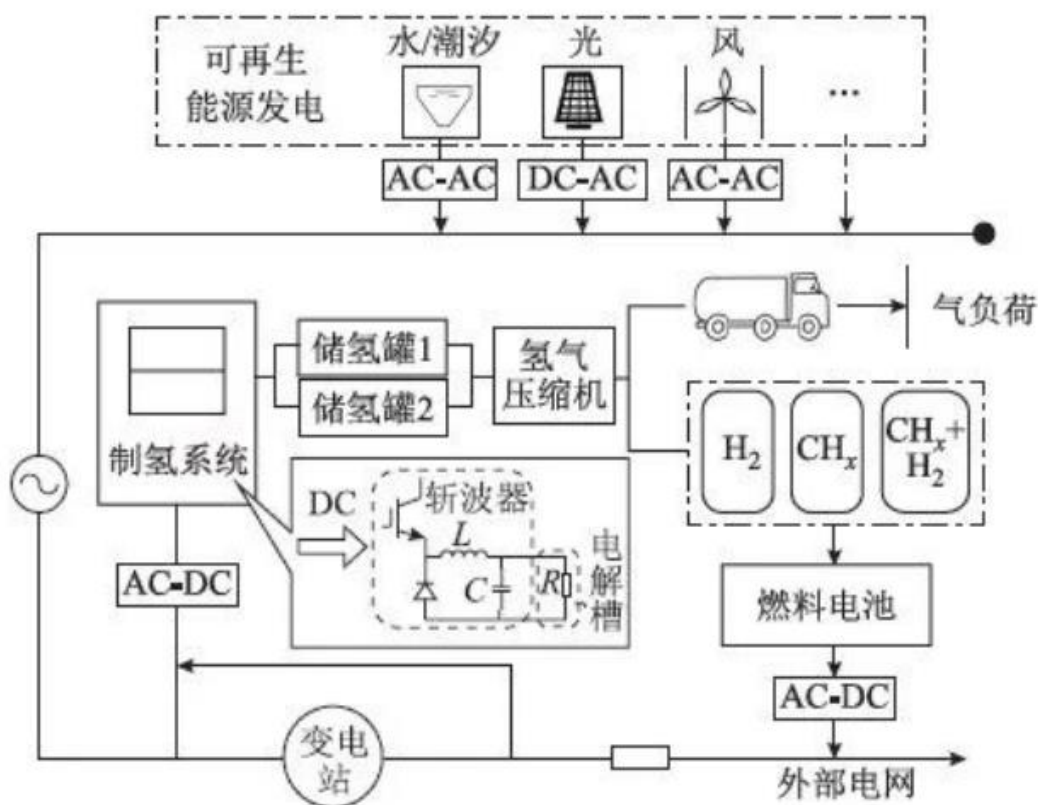 水/潮汐
光
风
可再生
能源发电
...
AC-AC
DC-AC
AC-AC
储氢罐1
储氢罐2
氢气
压缩机
气负荷
制氢系统
H₂
CHₓ
CHₓ+
H₂
DC
斩波器
L
C
R
电解槽
AC-DC
燃料电池
AC-DC
变电
站
外部电网